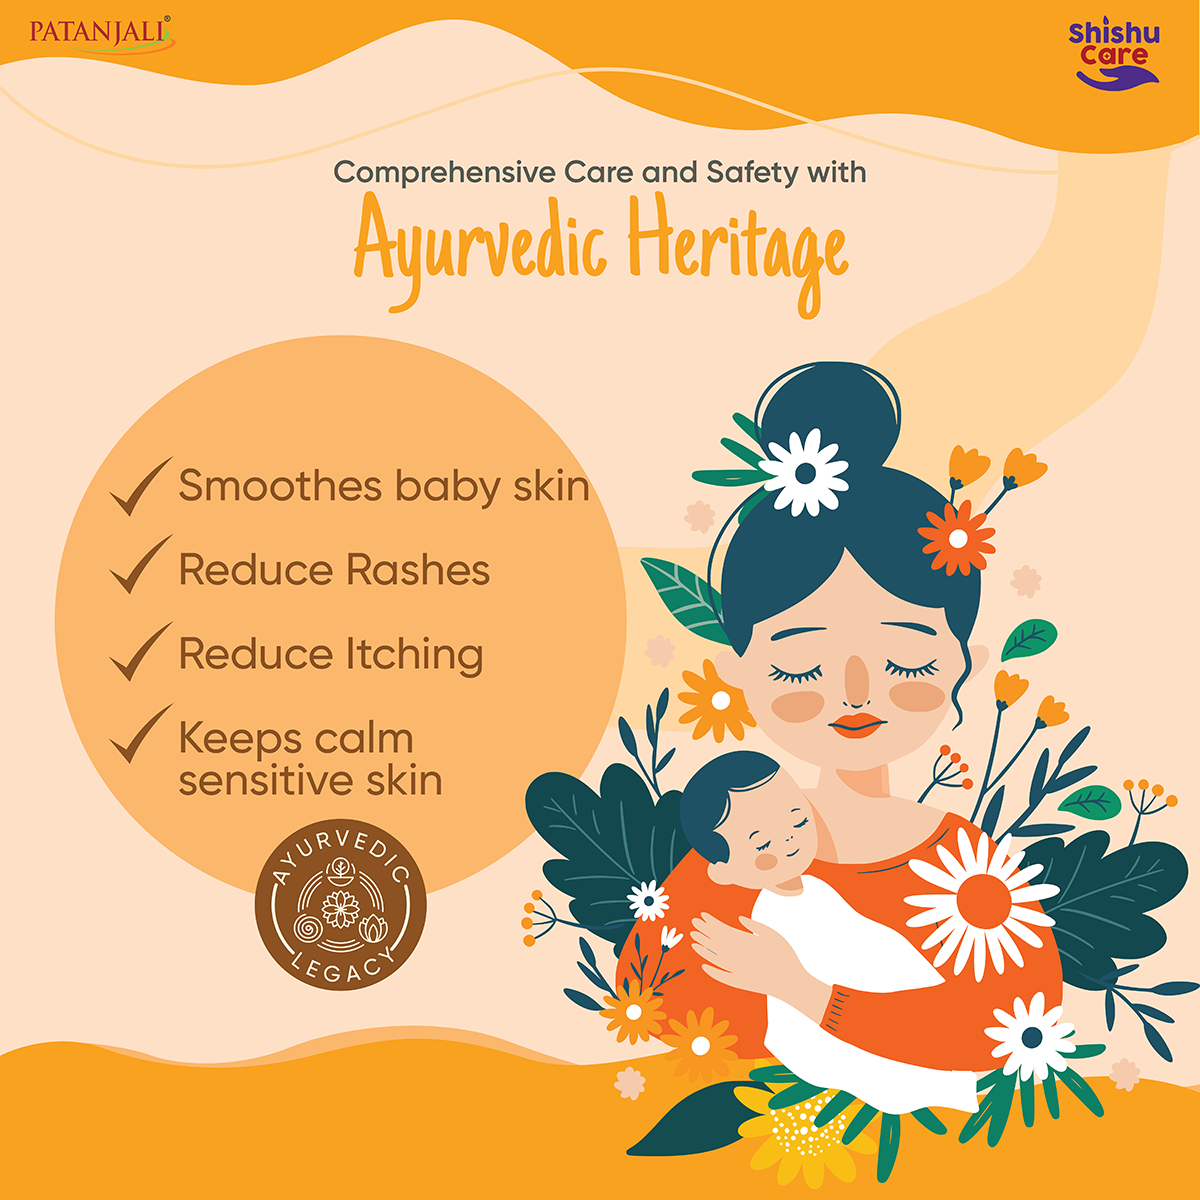 PATANJALI®
Shishu
Care
Comprehensive Care and Safety with
Ayurvedic Heritage
Smoothes baby skin
Reduce Rashes
Reduce Itching
Keeps calm
sensitive skin
AYURVEDIC
LEGACY